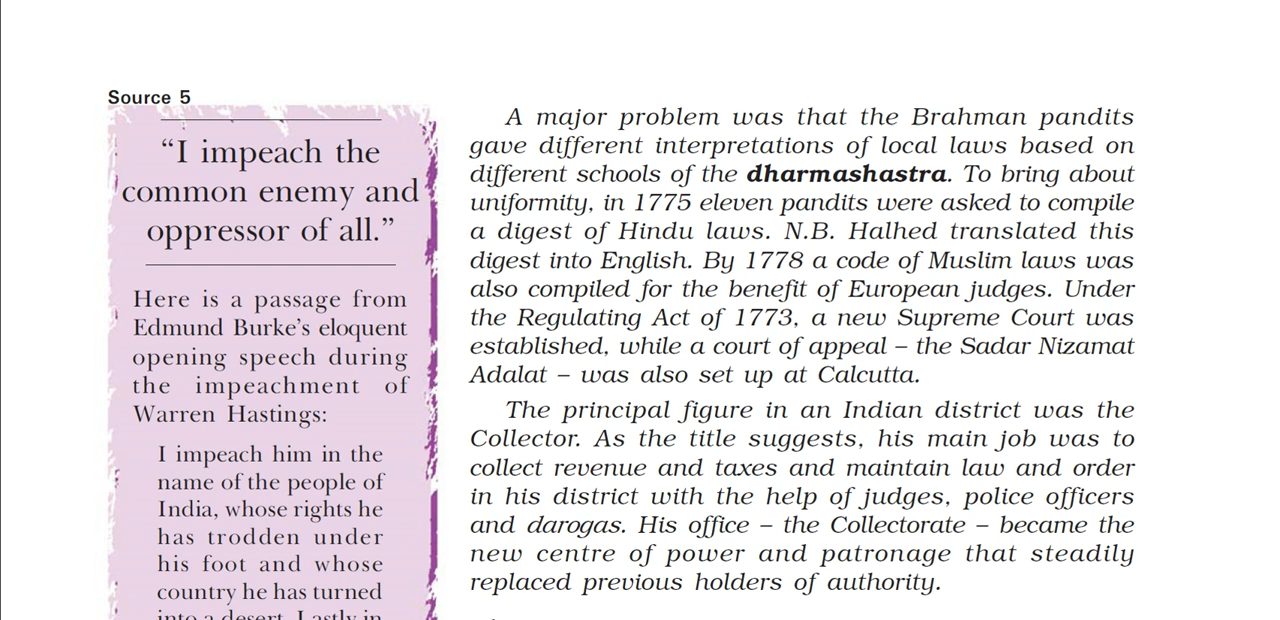 Source 5
“I impeach the
common enemy and
oppressor of all.”
Here is a passage from
Edmund Burke’s eloquent
opening speech during
the impeachment of
Warren Hastings:
I impeach him in the
name of the people of
India, whose rights he
has trodden under
his foot and whose
country he has turned
into a desert. Lastly in
A major problem was that the Brahman pandits
gave different interpretations of local laws based on
different schools of the dharmashastra. To bring about
uniformity, in 1775 eleven pandits were asked to compile
a digest of Hindu laws. N.B. Halhed translated this
digest into English. By 1778 a code of Muslim laws was
also compiled for the benefit of European judges. Under
the Regulating Act of 1773, a new Supreme Court was
established, while a court of appeal – the Sadar Nizamat
Adalat – was also set up at Calcutta.
The principal figure in an Indian district was the
Collector. As the title suggests, his main job was to
collect revenue and taxes and maintain law and order
in his district with the help of judges, police officers
and darogas. His office – the Collectorate – became the
new centre of power and patronage that steadily
replaced previous holders of authority.